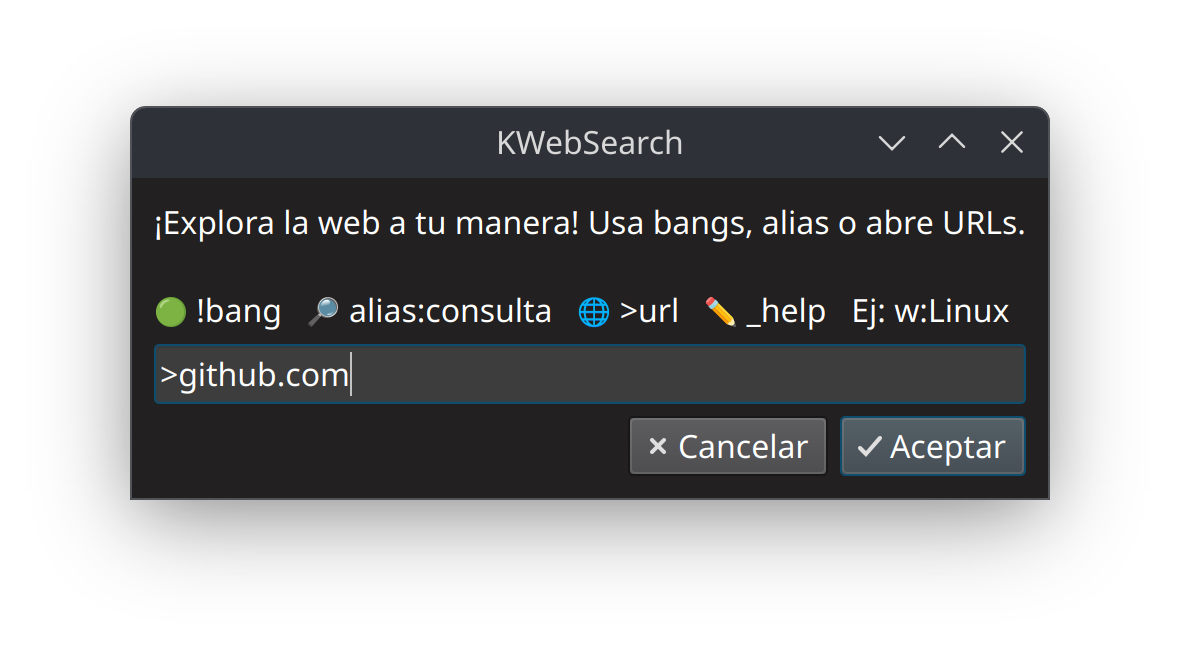 KWebSearch
¡Explora la web a tu manera! Usa bangs, alias o abre URLs.
🟢 !bang 🔎 alias:consulta 🌐 >url ✏️ _help Ej: w:Linux
>github.com
Cancelar Aceptar